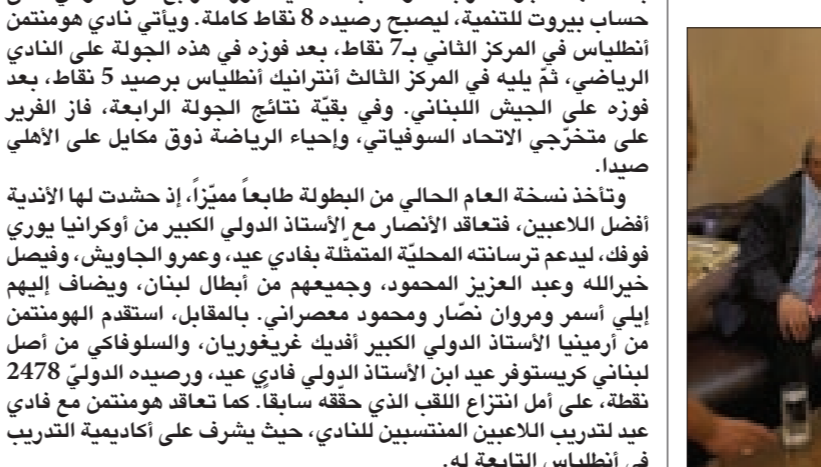 حساب بيروت للتنمية، ليصبح رصيده 8 نقاط كاملة. ويأتي نادي هومنتمن
أنطلياس في المركز الثاني بـ7 نقاط، بعد فوزه في هذه الجولة على النادي
الرياضي، ثمّ يليه في المركز الثالث أنترانيك أنطلياس برصيد 5 نقاط، بعد
فوزه على الجيش اللبناني. وفي بقيّة نتائج الجولة الرابعة، فاز الفرير
على متخرّجي الاتحاد السوفياتي، وإحياء الرياضة ذوق مكايل على الأهلي
صيدا.
وتأخذ نسخة العام الحالي من البطولة طابعاً مميّزاً، إذ حشدت لها الأندية
أفضل اللاعبين، فتعاقد الأنصار مع الأستاذ الدولي الكبير من أوكرانيا يوري
فوفك، ليدعم ترسانته المحليّة المتمثّلة بفادي عيد، وعمرو الجاويش، وفيصل
خيرالله وعبد العزيز المحمود، وجميعهم من أبطال لبنان، ويضاف إليهم
إيلي أسمر ومروان نصّار ومحمود معصراني. بالمقابل، استقدم الهومنتمن
من أرمينيا الأستاذ الدولي الكبير أفديك غريغوريان، والسلوفاكي من أصل
لبناني كريستوفر عيد ابن الأستاذ الدولي فادي عيد، ورصيده الدوليّ 2478
نقطة، على أمل انتزاع اللقب الذي حقّقه سابقاً. كما تعاقد هومنتمن مع فادي
عيد لتدريب اللاعبين المنتسبين للنادي، حيث يشرف على أكاديمية التدريب
في أنطلياس التابعة له.